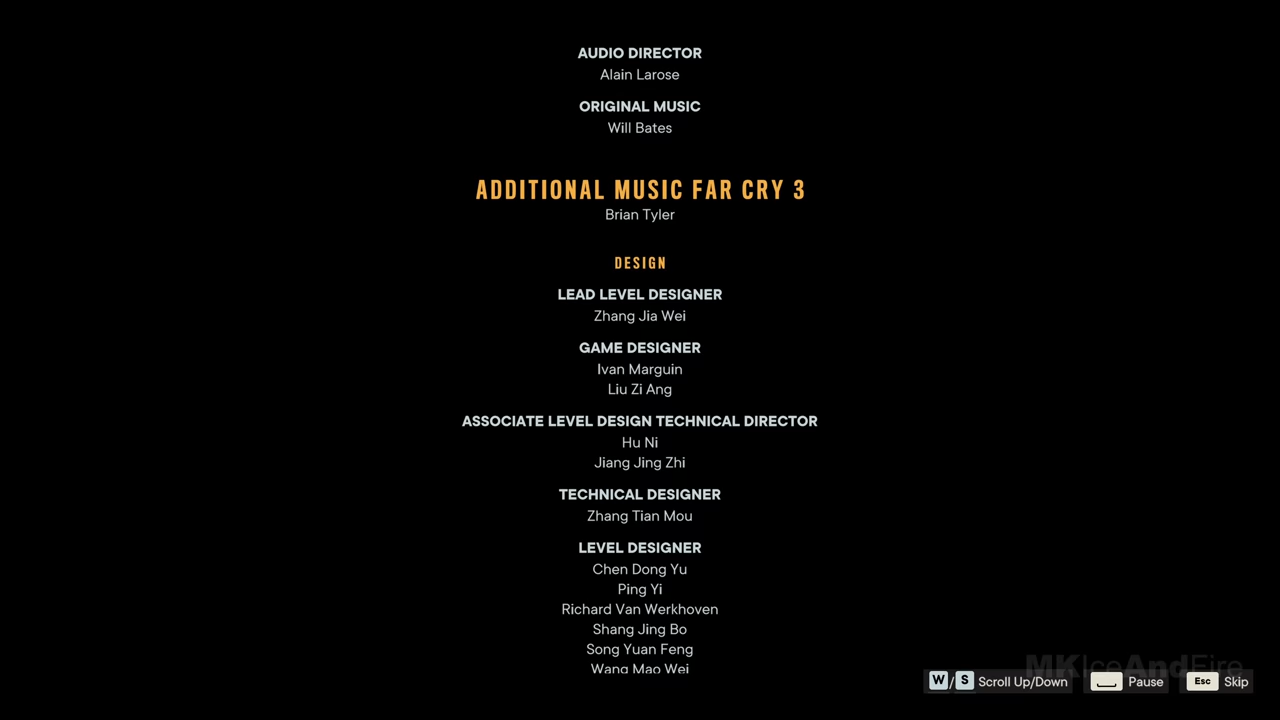 AUDIO DIRECTOR
Alain Larose
ORIGINAL MUSIC
Will Bates
ADDITIONAL MUSIC FAR CRY 3
Brian Tyler
DESIGN
LEAD LEVEL DESIGNER
Zhang Jia Wei
GAME DESIGNER
Ivan Marguin
Liu Zi Ang
ASSOCIATE LEVEL DESIGN TECHNICAL DIRECTOR
Hu Ni
Jiang Jing Zhi
TECHNICAL DESIGNER
Zhang Tian Mou
LEVEL DESIGNER
Chen Dong Yu
Ping Yi
Richard Van Werkhoven
Shang Jing Bo
Song Yuan Feng
Wang Mao Wei
MKIceAndFire
W/S Scroll Up/Down Pause Esc Skip